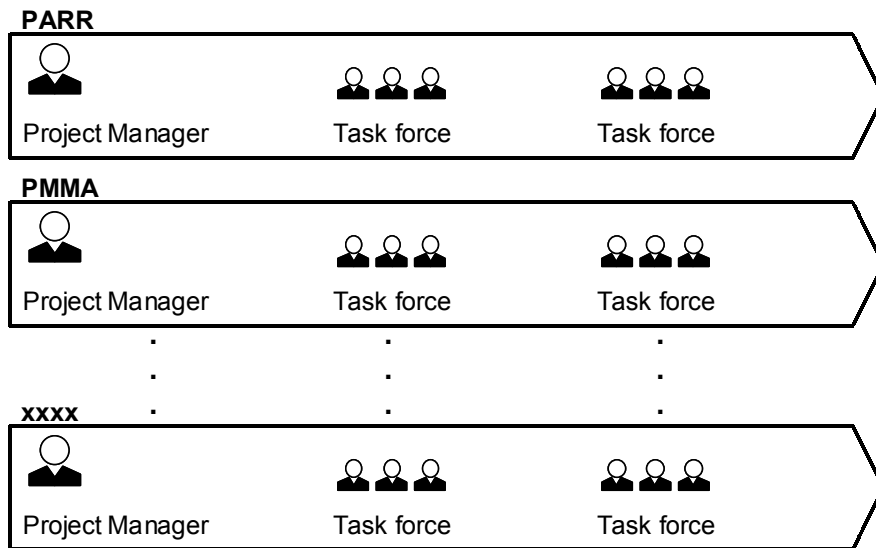 PARR
Project Manager Task force Task force
PMMA
Project Manager Task force Task force
. . .
. . .
xxxx . . .
Project Manager Task force Task force